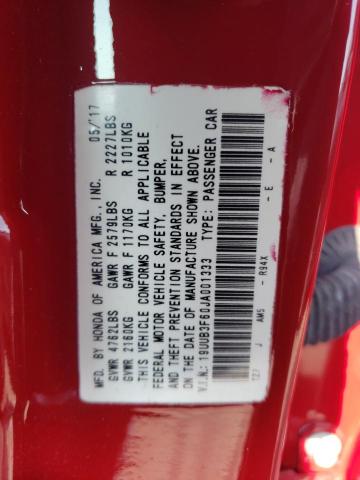 MFD. BY HONDA OF AMERICA MFG., INC. 05/17
GVWR 4762LBS GAWR F 2579LBS R 2227LBS
GVWR 2160KG GAWR F 1170KG R 1010KG
THIS VEHICLE CONFORMS TO ALL APPLICABLE
FEDERAL MOTOR VEHICLE SAFETY, BUMPER,
AND THEFT PREVENTION STANDARDS IN EFFECT
ON THE DATE OF MANUFACTURE SHOWN ABOVE.
V.I.N.: 19UUB3F60JA001333 TYPE: PASSENGER CAR
TZ7 J AM5 - R94X - E - A